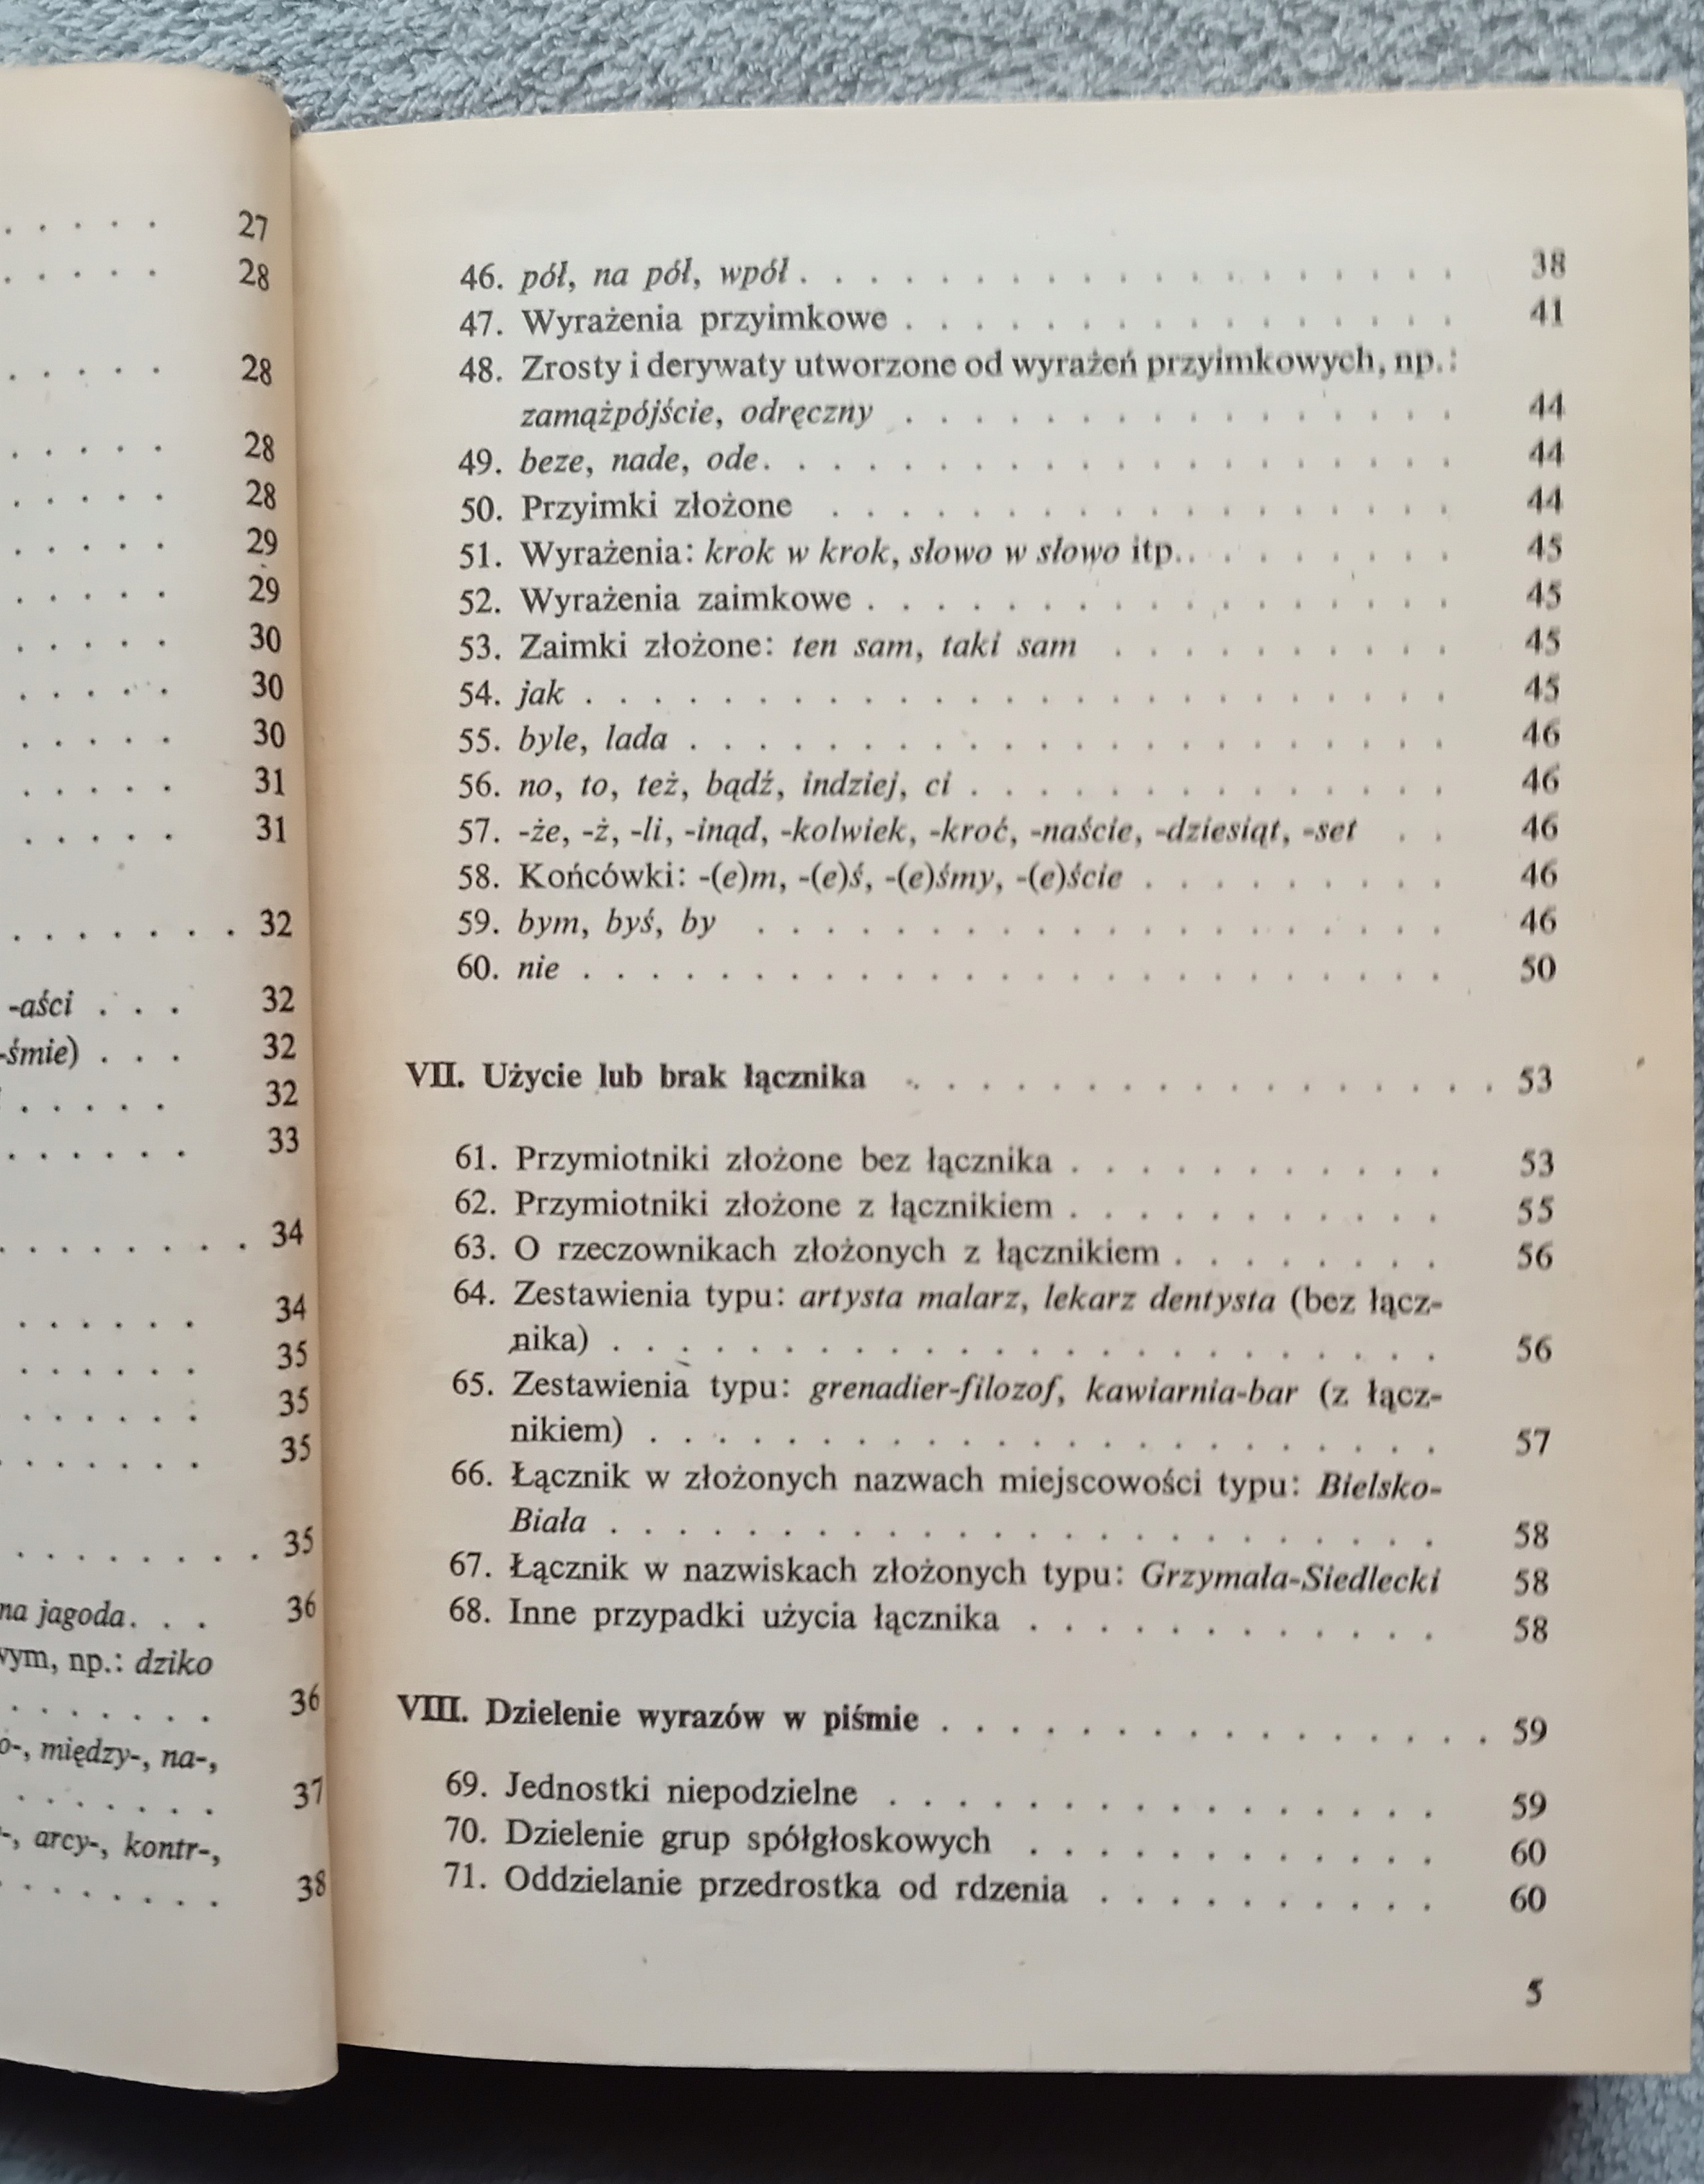 27
28
28
28
28
29
29
30
30
30
31
31
32
-aści . . . 32
-śmie) . . . 32
32
33
34
34
35
35
35
35
na jagoda. . . 36
wym, np.: dziko
36
o-, między-, na-,
37
-, arcy-, kontr-,
38
46. pół, na pół, wpół . . . . . . . . . . . . . . . . . . . 38
47. Wyrażenia przyimkowe . . . . . . . . . . . . . . . . 41
48. Zrosty i derywaty utworzone od wyrażeń przyimkowych, np.:
zamążpójście, odręczny . . . . . . . . . . . . . . . . 44
49. beze, nade, ode. . . . . . . . . . . . . . . . . . . . 44
50. Przyimki złożone . . . . . . . . . . . . . . . . . . 44
51. Wyrażenia: krok w krok, słowo w słowo itp. . . . . . . . . 45
52. Wyrażenia zaimkowe . . . . . . . . . . . . . . . . . 45
53. Zaimki złożone: ten sam, taki sam . . . . . . . . . . 45
54. jak . . . . . . . . . . . . . . . . . . . . . . . . . 45
55. byle, lada . . . . . . . . . . . . . . . . . . . . . . 46
56. no, to, też, bądź, indziej, ci . . . . . . . . . . . . . . 46
57. -że, -ż, -li, -inąd, -kolwiek, -kroć, -naście, -dziesiąt, -set . . 46
58. Końcówki: -(e)m, -(e)ś, -(e)śmy, -(e)ście . . . . . . . . . 46
59. bym, byś, by . . . . . . . . . . . . . . . . . . . . 46
60. nie . . . . . . . . . . . . . . . . . . . . . . . . . 50
VII. Użycie lub brak łącznika . . . . . . . . . . . . . . . . . 53
61. Przymiotniki złożone bez łącznika . . . . . . . . . . . 53
62. Przymiotniki złożone z łącznikiem . . . . . . . . . . . 55
63. O rzeczownikach złożonych z łącznikiem . . . . . . . . 56
64. Zestawienia typu: artysta malarz, lekarz dentysta (bez łącz-
nika) . . . . . . . . . . . . . . . . . . . . . . . . 56
65. Zestawienia typu: grenadier-filozof, kawiarnia-bar (z łącz-
nikiem) . . . . . . . . . . . . . . . . . . . . . . . 57
66. Łącznik w złożonych nazwach miejscowości typu: Bielsko-
Biała . . . . . . . . . . . . . . . . . . . . . . . . 58
67. Łącznik w nazwiskach złożonych typu: Grzymała-Siedlecki 58
68. Inne przypadki użycia łącznika . . . . . . . . . . . . 58
VIII. Dzielenie wyrazów w piśmie . . . . . . . . . . . . . . . . 59
69. Jednostki niepodzielne . . . . . . . . . . . . . . . . 59
70. Dzielenie grup spółgłoskowych . . . . . . . . . . . . 60
71. Oddzielanie przedrostka od rdzenia . . . . . . . . . . 60
5